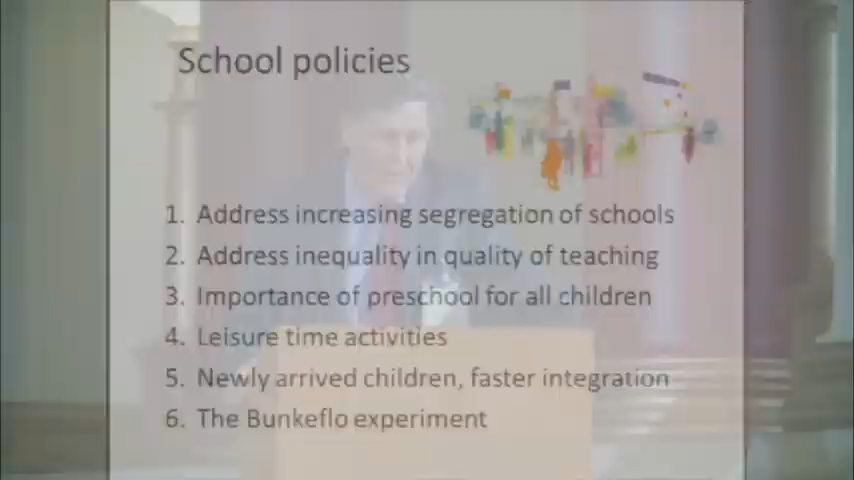 School policies
1. Address increasing segregation of schools
2. Address inequality in quality of teaching
3. Importance of preschool for all children
4. Leisure time activities
5. Newly arrived children, faster integration
6. The Bunkeflo experiment